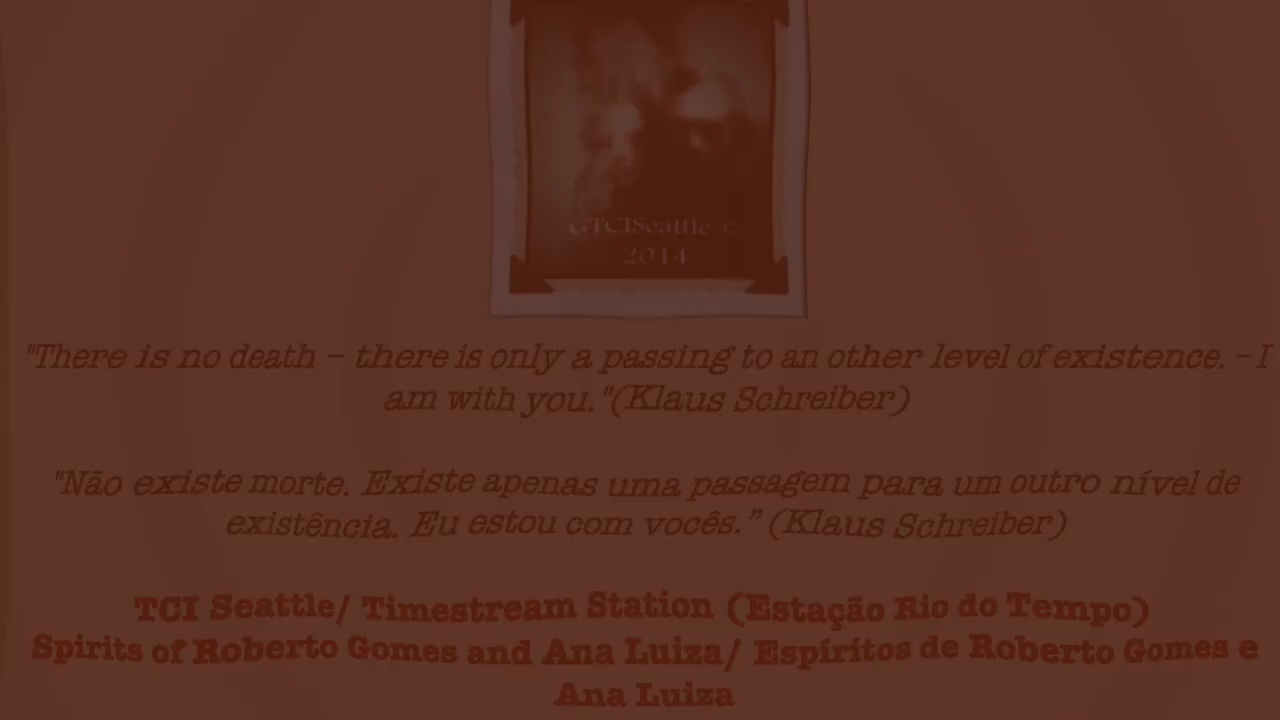 GTCISeattle ©
2014
"There is no death – there is only a passing to an other level of existence. – I
am with you."(Klaus Schreiber)
"Não existe morte. Existe apenas uma passagem para um outro nível de
existência. Eu estou com vocês.” (Klaus Schreiber)
TCI Seattle/ Timestream Station (Estação Rio do Tempo)
Spirits of Roberto Gomes and Ana Luiza/ Espíritos de Roberto Gomes e
Ana Luiza